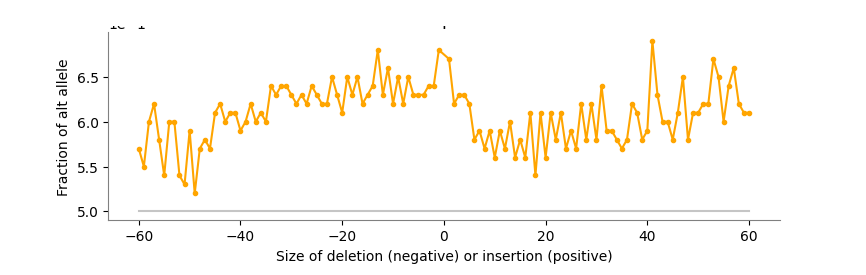 6.5
6.0
5.5
5.0
Fraction of alt allele
−60 −40 −20 0 20 40 60
Size of deletion (negative) or insertion (positive)